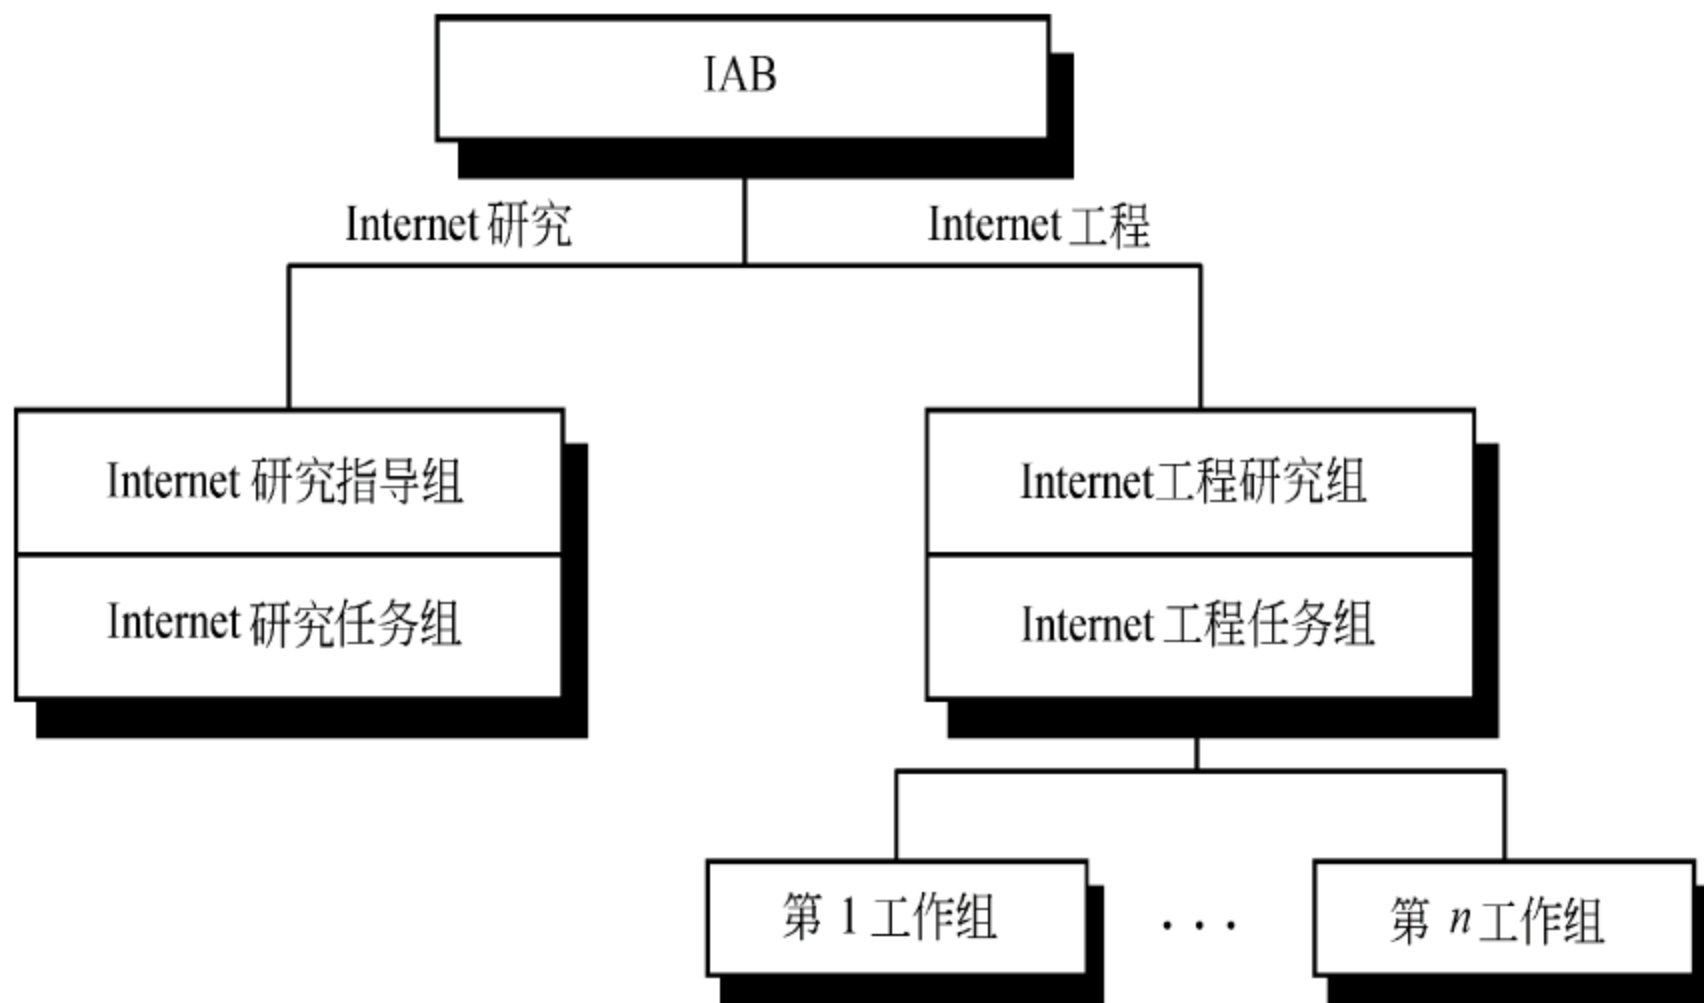 IAB
Internet 研究
Internet 工程
Internet 研究指导组
Internet工程研究组
Internet 研究任务组
Internet 工程任务组
第 1 工作组
· · ·
第 n 工作组